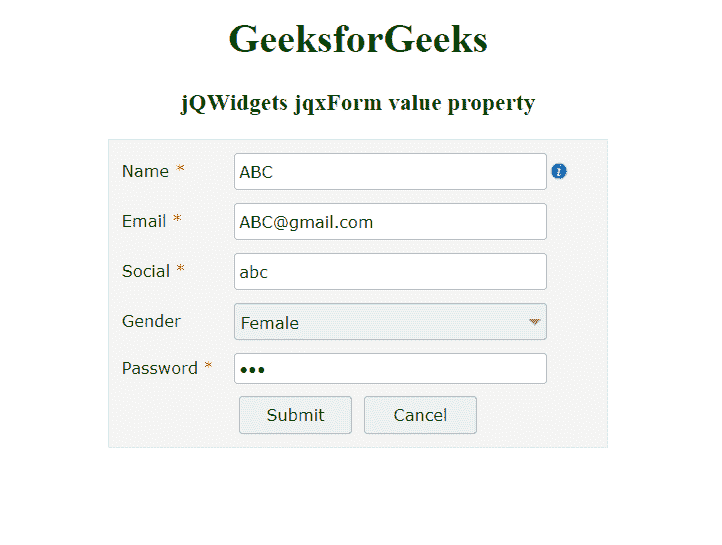 GeeksforGeeks
jQWidgets jqxForm value property
Name * ABC i
Email * ABC@gmail.com
Social * abc
Gender Female
Password * •••
Submit Cancel